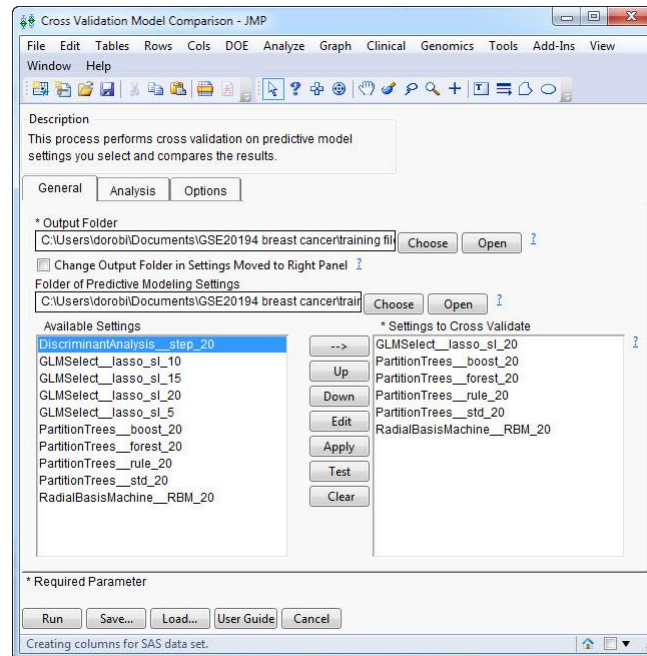 Cross Validation Model Comparison - JMP
File Edit Tables Rows Cols DOE Analyze Graph Clinical Genomics Tools Add-Ins View
Window Help
Description
This process performs cross validation on predictive model
settings you select and compares the results.
General Analysis Options
* Output Folder
C:\Users\dorobi\Documents\GSE20194 breast cancer\training fil Choose Open ?
Change Output Folder in Settings Moved to Right Panel ?
Folder of Predictive Modeling Settings
C:\Users\dorobi\Documents\GSE20194 breast cancer\trair Choose Open ?
Available Settings
DiscriminantAnalysis__step_20
GLMSelect__lasso_sl_10
GLMSelect__lasso_sl_15
GLMSelect__lasso_sl_20
GLMSelect__lasso_sl_5
PartitionTrees__boost_20
PartitionTrees__forest_20
PartitionTrees__rule_20
PartitionTrees__std_20
RadialBasisMachine__RBM_20
-->
Up
Down
Edit
Apply
Test
Clear
* Settings to Cross Validate
GLMSelect__lasso_sl_20 ?
PartitionTrees__boost_20
PartitionTrees__forest_20
PartitionTrees__rule_20
PartitionTrees__std_20
RadialBasisMachine__RBM_20
* Required Parameter
Run Save... Load... User Guide Cancel
Creating columns for SAS data set.